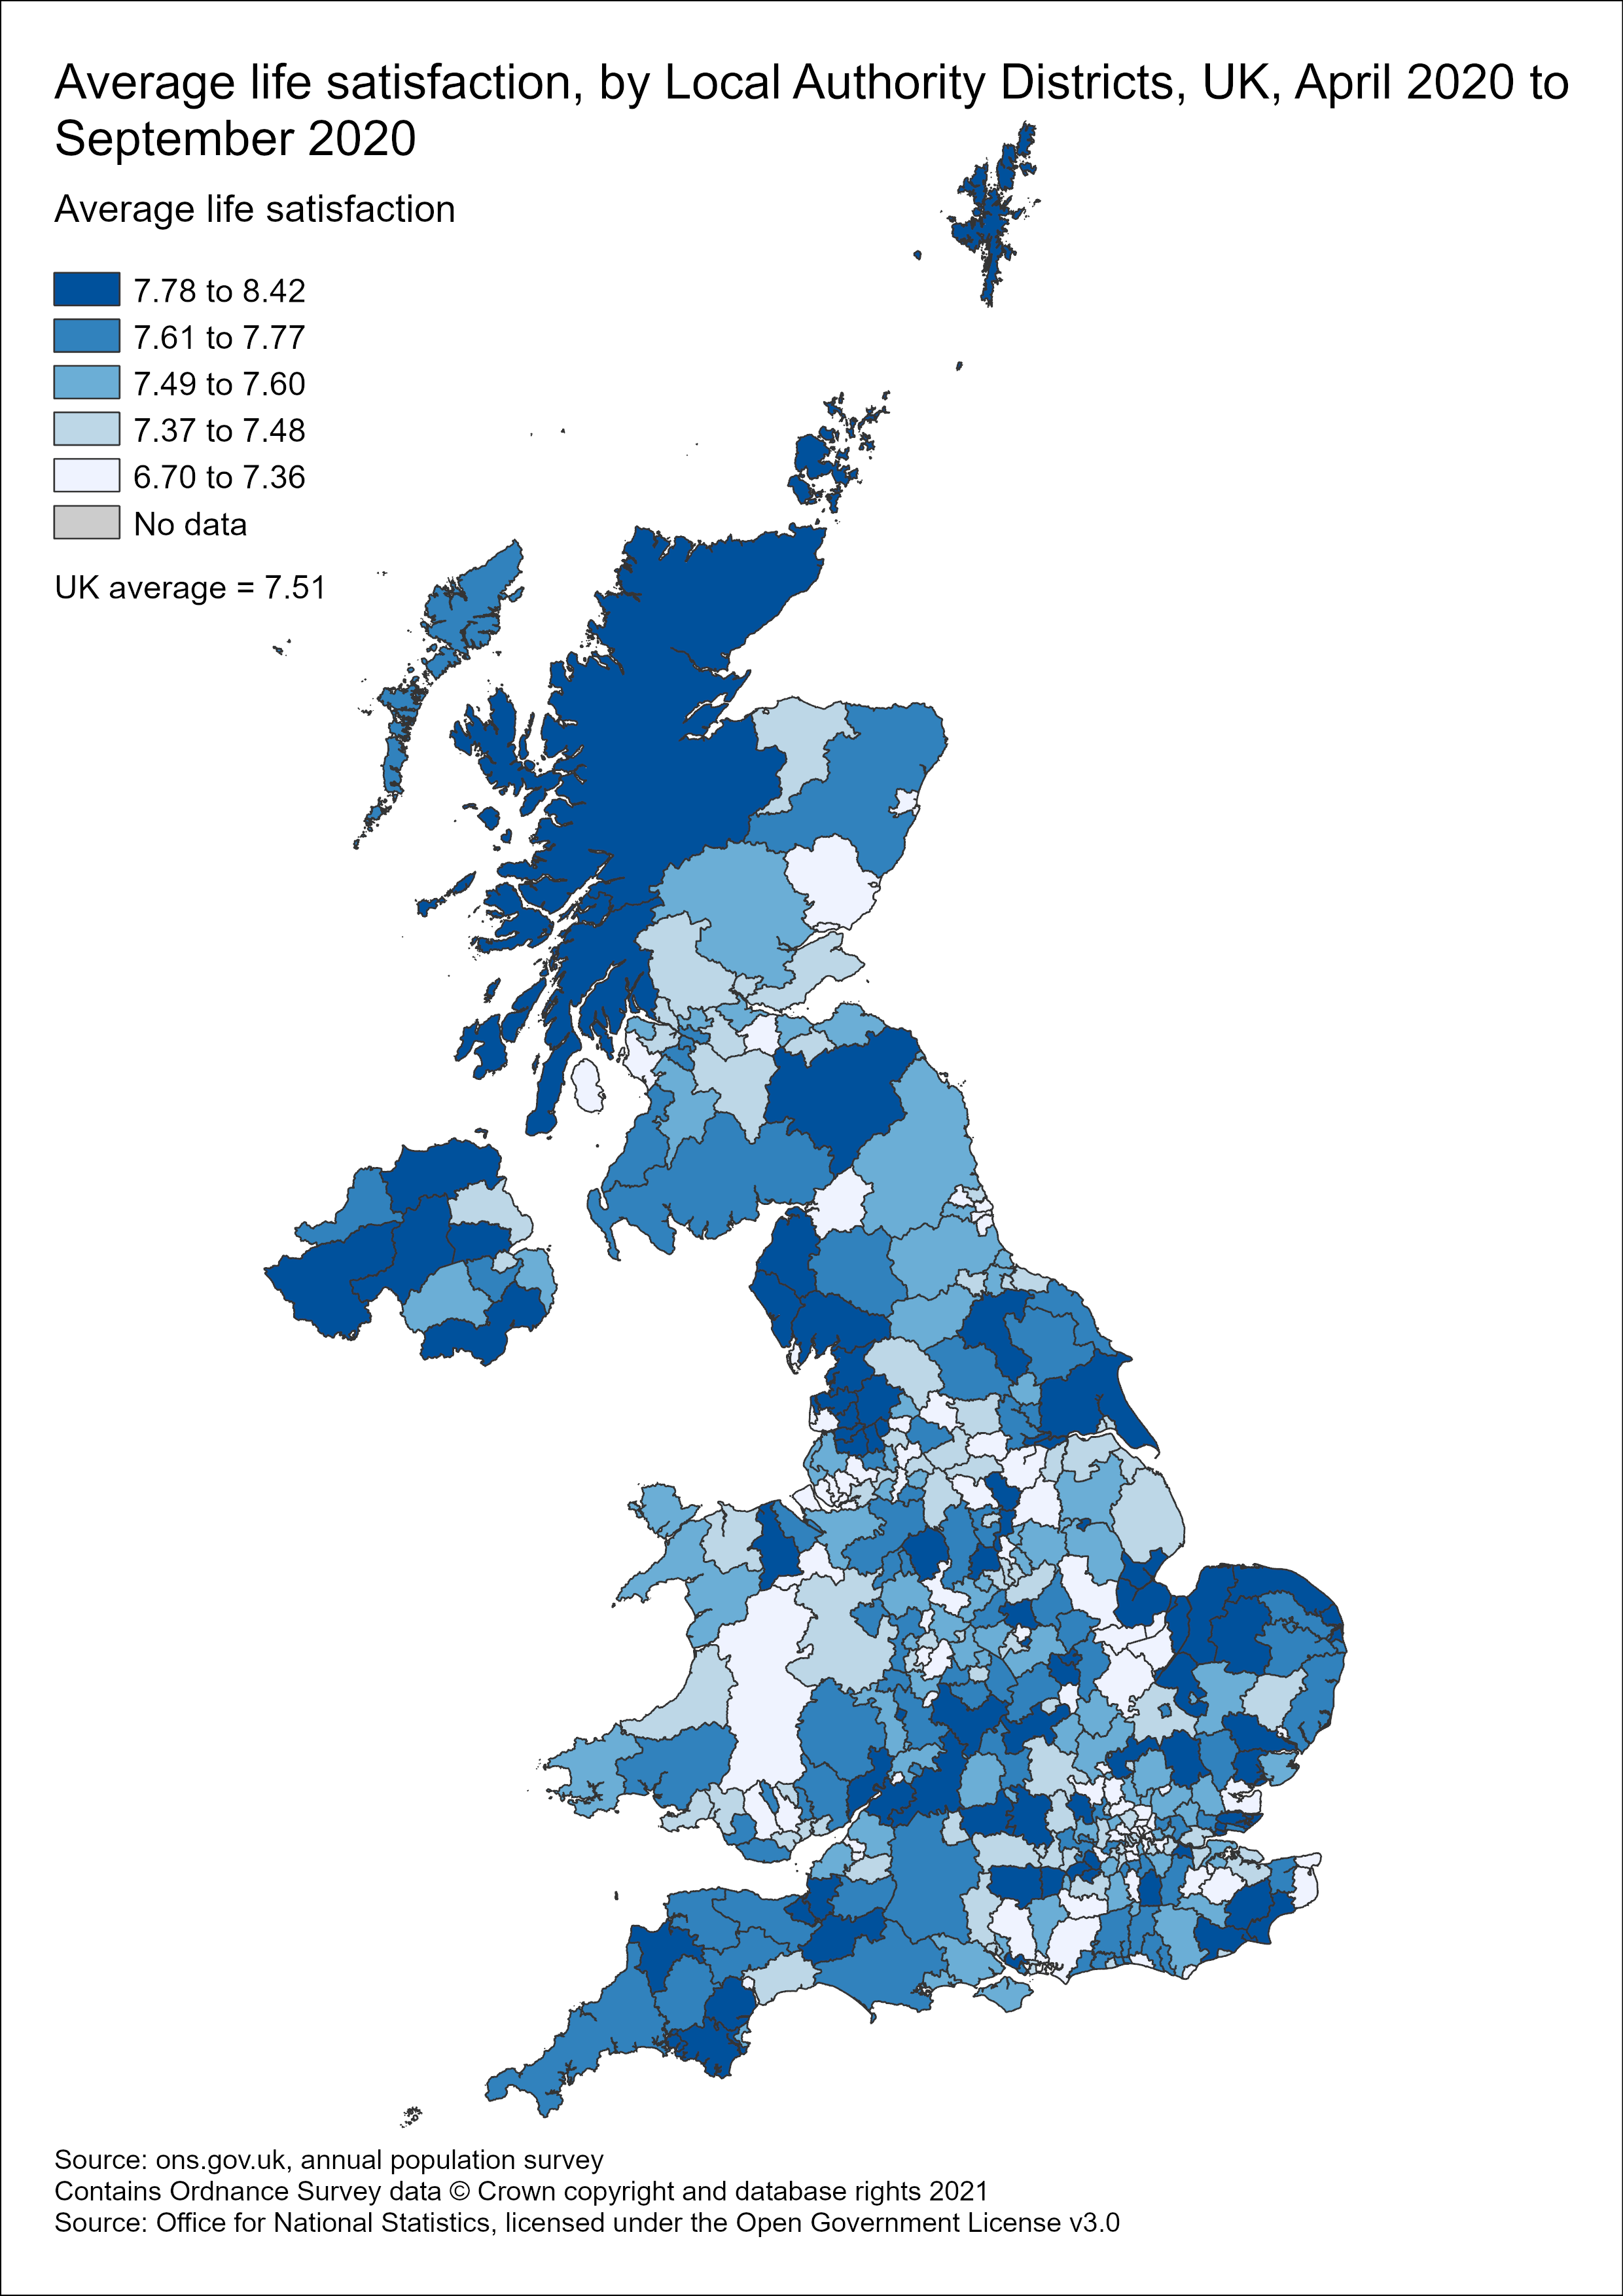 Average life satisfaction, by Local Authority Districts, UK, April 2020 to
September 2020
Average life satisfaction
7.78 to 8.42
7.61 to 7.77
7.49 to 7.60
7.37 to 7.48
6.70 to 7.36
No data
UK average = 7.51
Source: ons.gov.uk, annual population survey
Contains Ordnance Survey data © Crown copyright and database rights 2021
Source: Office for National Statistics, licensed under the Open Government License v3.0